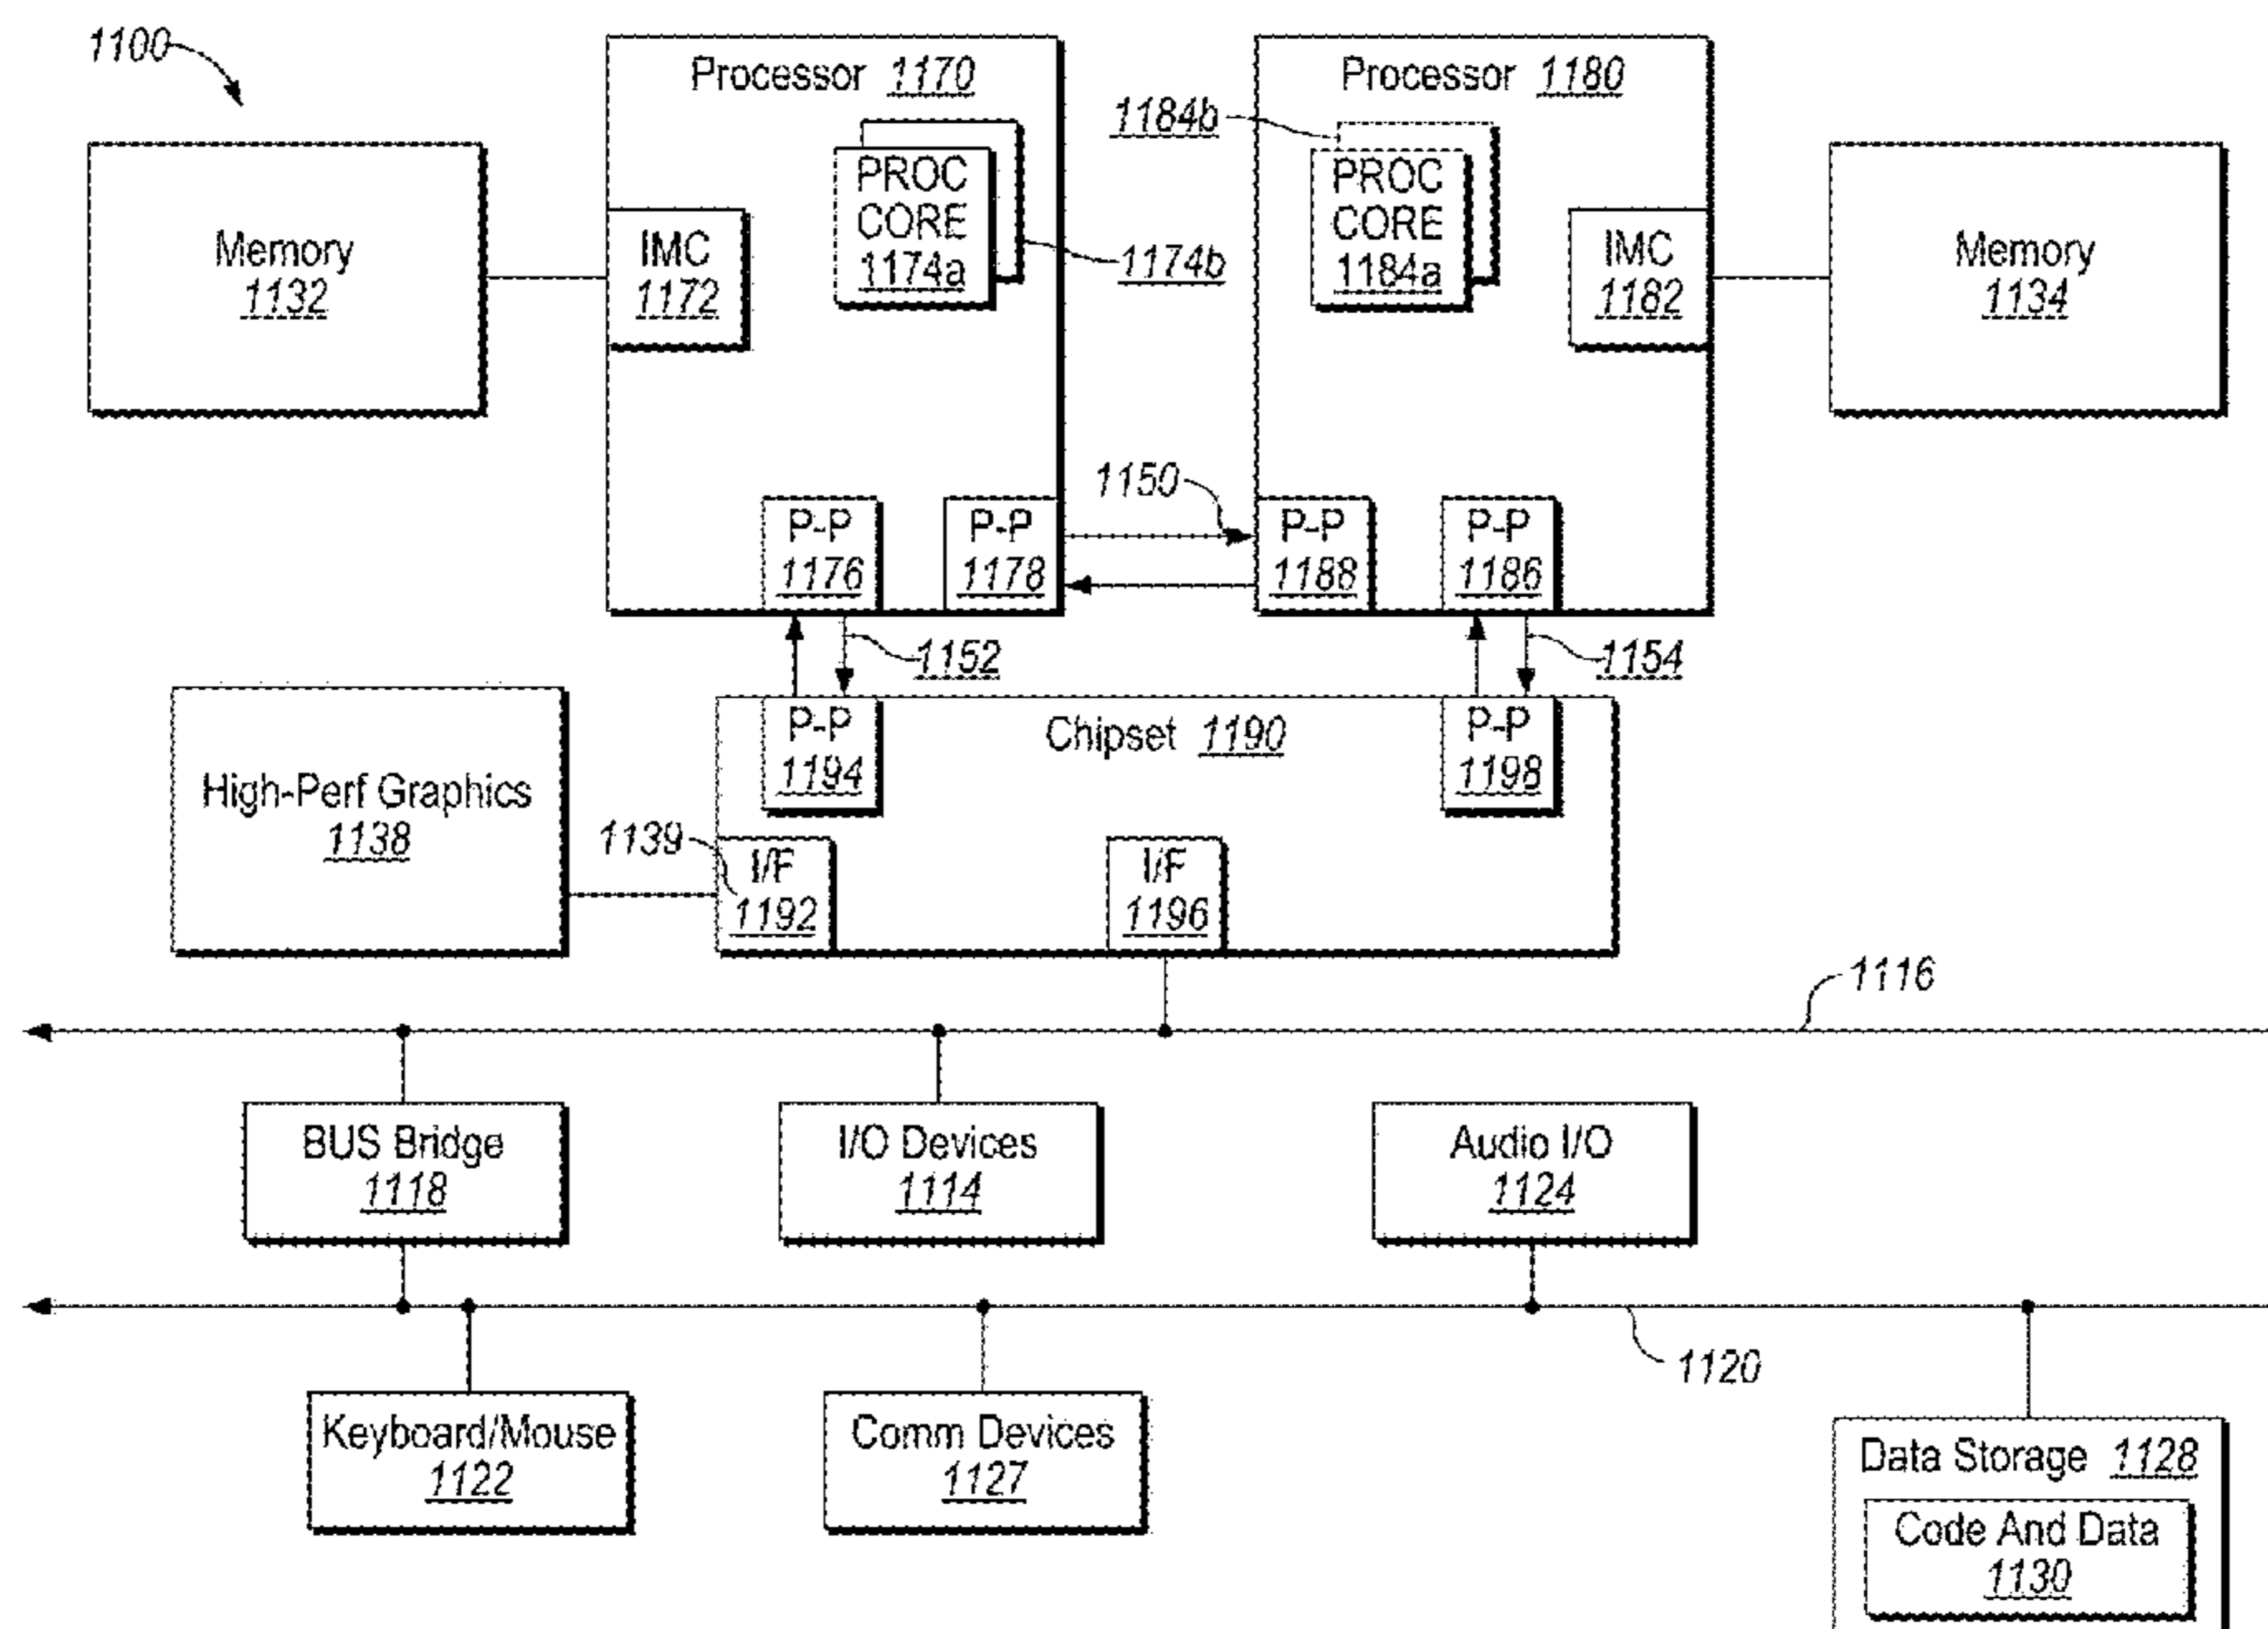 1100
Processor 1170
Processor 1180
1184b
PROC
CORE
1174a
1174b
PROC
CORE
1184a
Memory
1132
IMC
1172
IMC
1182
Memory
1134
1150
P-P
1176
P-P
1178
P-P
1188
P-P
1186
1152
1154
P-P
1194
Chipset 1190
P-P
1198
High-Perf Graphics
1138
1139
I/F
1192
I/F
1196
1116
BUS Bridge
1118
I/O Devices
1114
Audio I/O
1124
1120
Keyboard/Mouse
1122
Comm Devices
1127
Data Storage 1128
Code And Data
1130